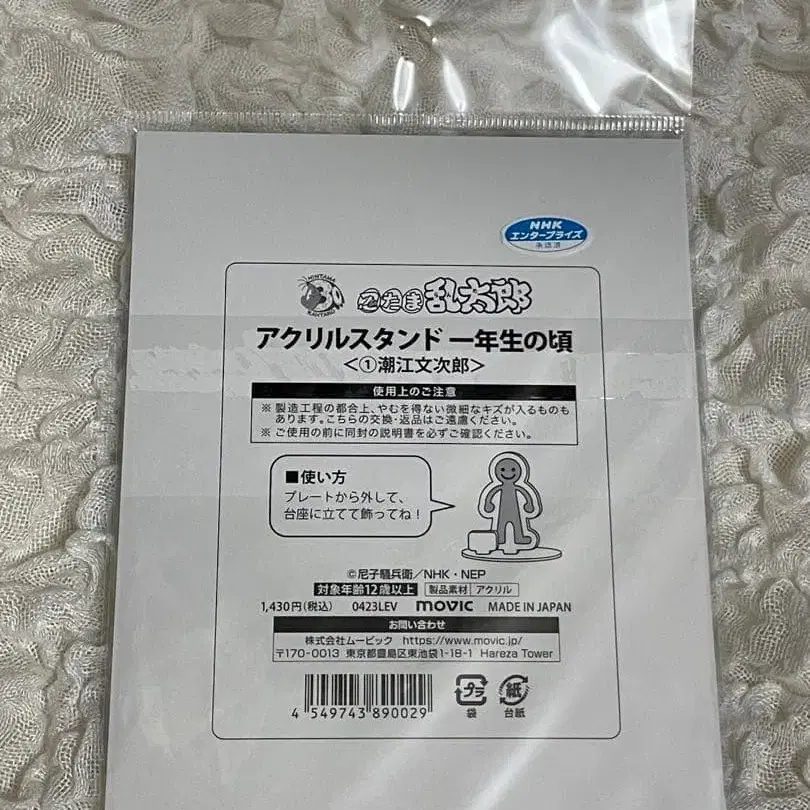 NHK
エンタープライズ
承認済
NINTAMA
30
RANTARO
忍たま乱太郎
アクリルスタンド 一年生の頃
＜①潮江文次郎＞
使用上のご注意
※ 製造工程の都合上、やむを得ない微細なキズが入るものも
あります。こちらの交換・返品はご遠慮ください。
※ ご使用の前に同封の説明書を必ずご確認ください。
■使い方
プレートから外して、
台座に立てて飾ってね！
©尼子騒兵衛／NHK・NEP
対象年齢12歳以上 製品素材 アクリル
1,430円（税込） 0423LEV movic MADE IN JAPAN
お問い合わせ
株式会社ムービック https://www.movic.jp/
〒170-0013 東京都豊島区東池袋1-18-1 Hareza Tower
4 549743 890029
プラ 紙
袋 台紙